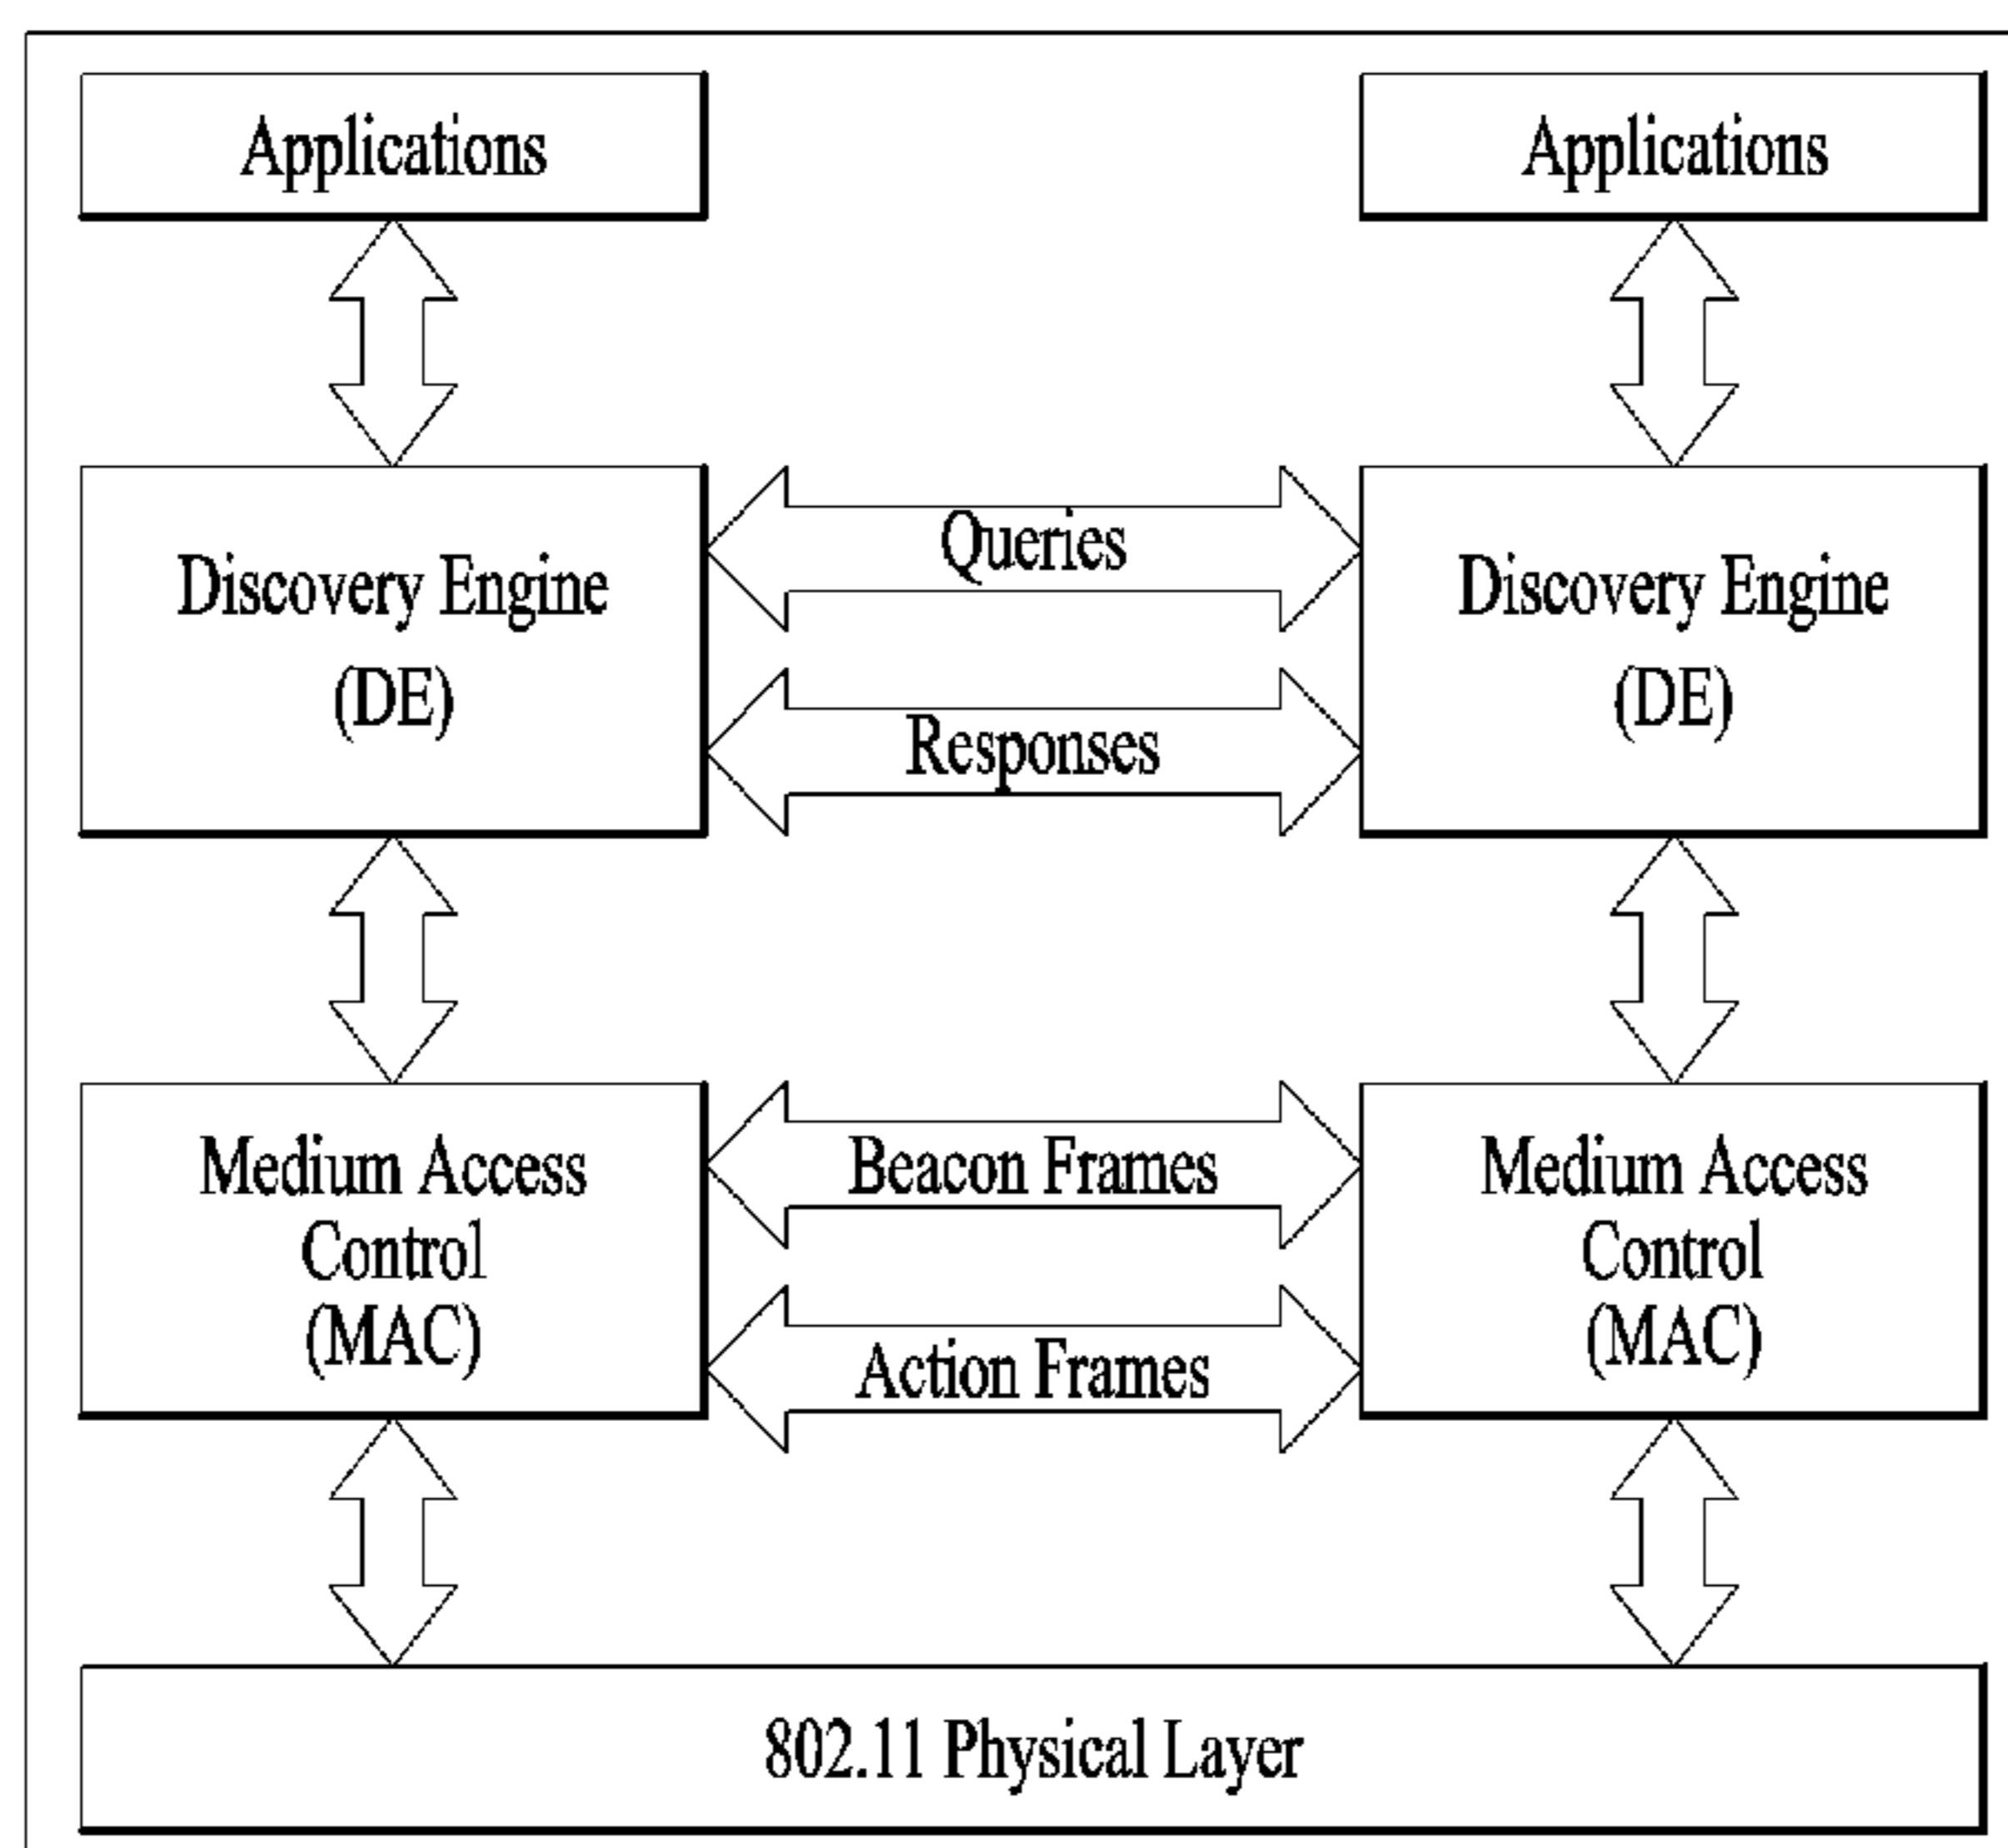 Applications
Applications
Discovery Engine
(DE)
Queries
Responses
Discovery Engine
(DE)
Medium Access
Control
(MAC)
Beacon Frames
Action Frames
Medium Access
Control
(MAC)
802.11 Physical Layer